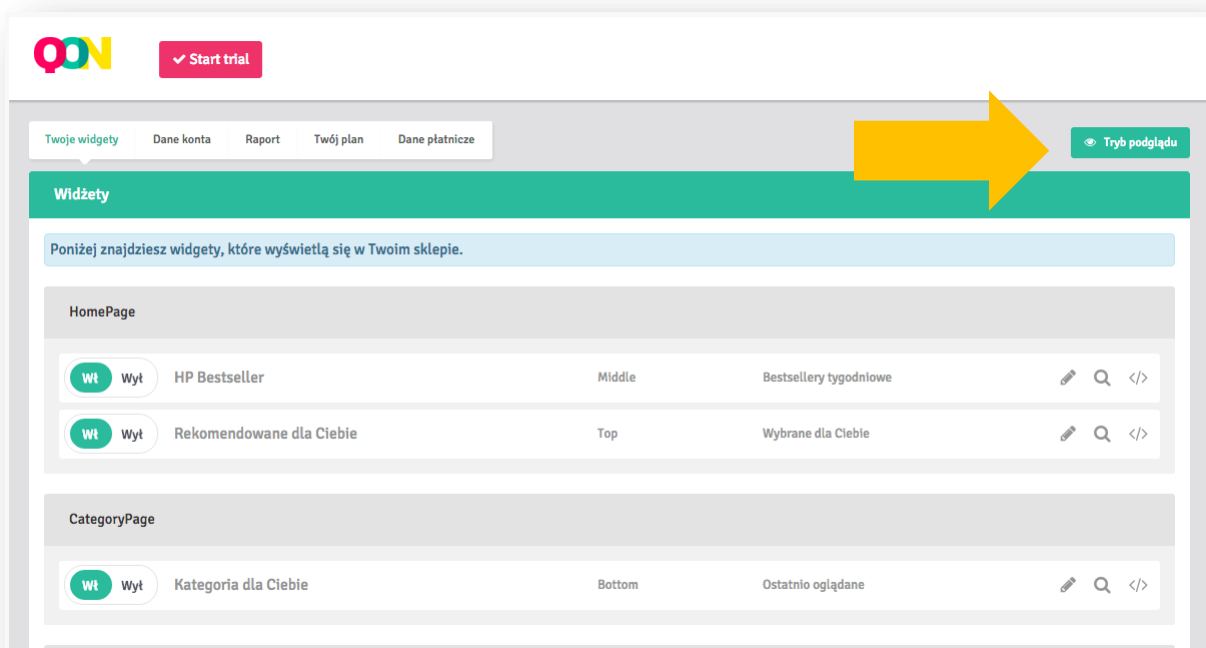 QON
Start trial
Twoje widgety Dane konta Raport Twój plan Dane płatnicze
Tryb podglądu
Widżety
Poniżej znajdziesz widgety, które wyświetlą się w Twoim sklepie.
HomePage
Wł Wył HP Bestseller Middle Bestsellery tygodniowe </>
Wł Wył Rekomendowane dla Ciebie Top Wybrane dla Ciebie </>
CategoryPage
Wł Wył Kategoria dla Ciebie Bottom Ostatnio oglądane </>